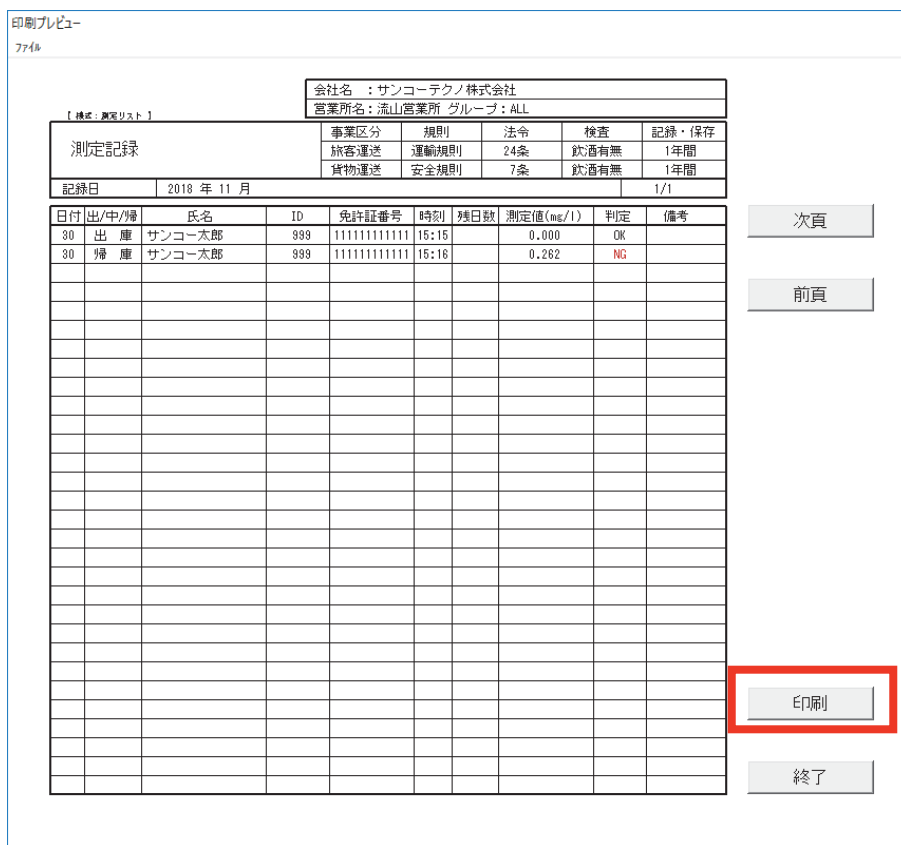 印刷プレビュー
ファイル
会社名 :サンコーテクノ株式会社
営業所名:流山営業所 グループ:ALL
【 様式:測定リスト 】
測定記録
事業区分 規則 法令 検査 記録・保存
旅客運送 運輸規則 24条 飲酒有無 1年間
貨物運送 安全規則 7条 飲酒有無 1年間
記録日 2018 年 11 月 1/1
日付 出/中/帰 氏名 ID 免許証番号 時刻 残日数 測定値(mg/l) 判定 備考
30 出 庫 サンコー太郎 999 111111111111 15:15 0.000 OK
30 帰 庫 サンコー太郎 999 111111111111 15:16 0.262 NG
次頁
前頁
印刷
終了